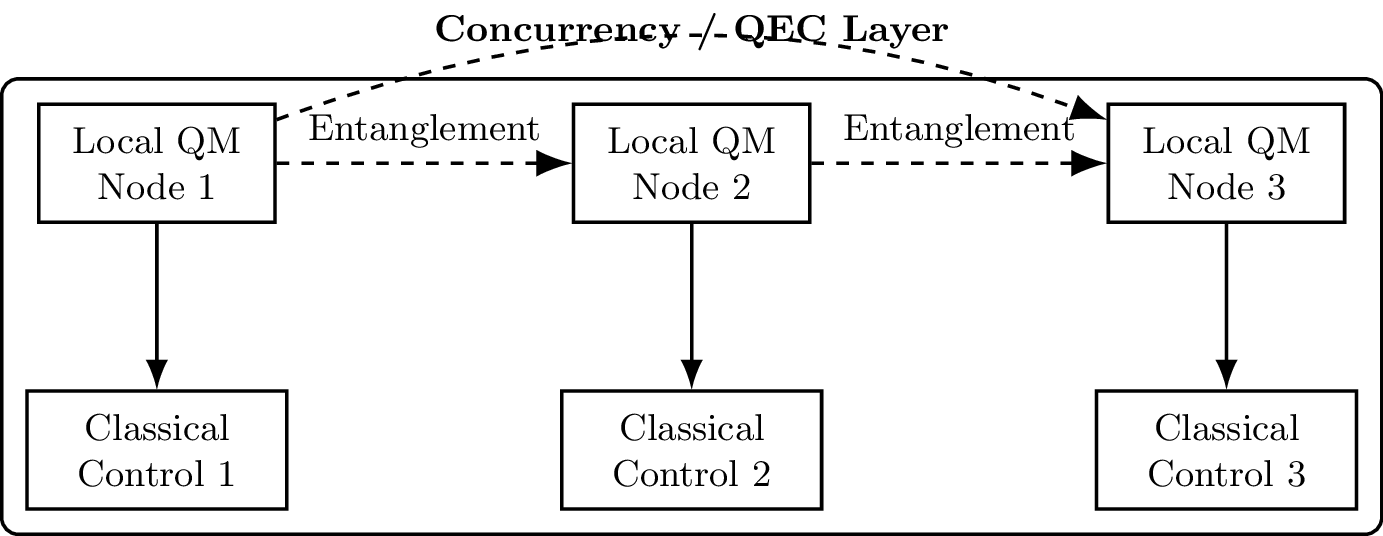 Concurrency / QEC Layer
Entanglement
Entanglement
Local QM
Node 1
Local QM
Node 2
Local QM
Node 3
Classical
Control 1
Classical
Control 2
Classical
Control 3